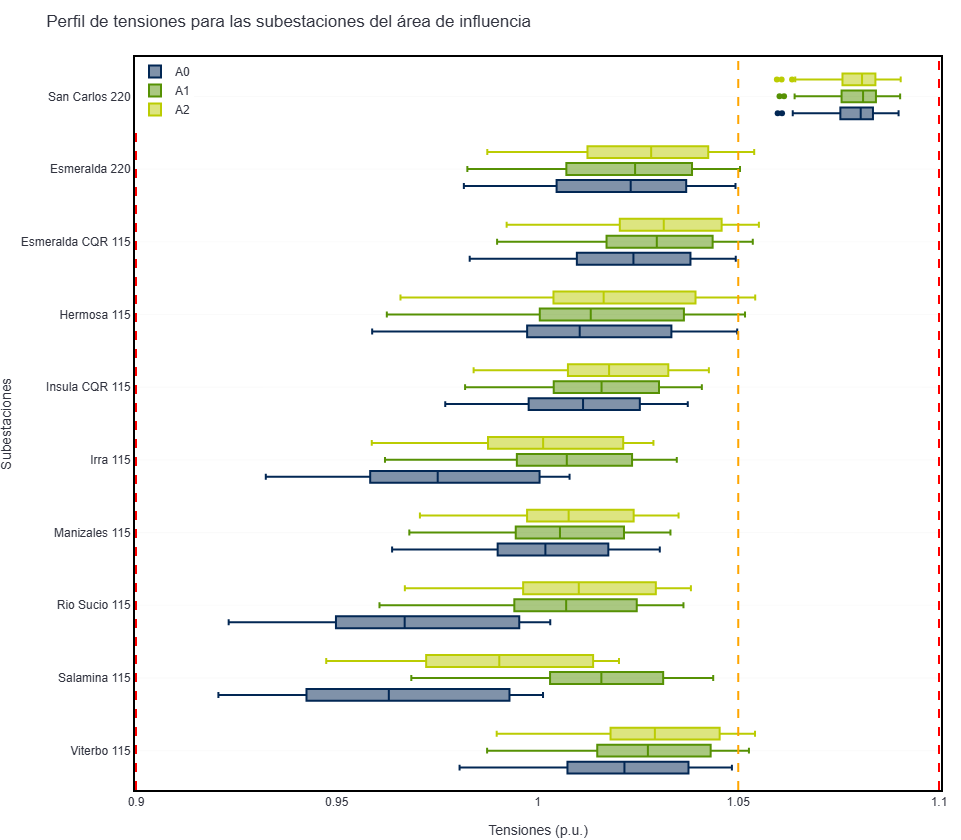 Perfil de tensiones para las subestaciones del área de influencia
A0
A1
A2
San Carlos 220
Esmeralda 220
Esmeralda CQR 115
Hermosa 115
Insula CQR 115
Irra 115
Manizales 115
Rio Sucio 115
Salamina 115
Viterbo 115
Subestaciones
0.9 0.95 1 1.05 1.1
Tensiones (p.u.)